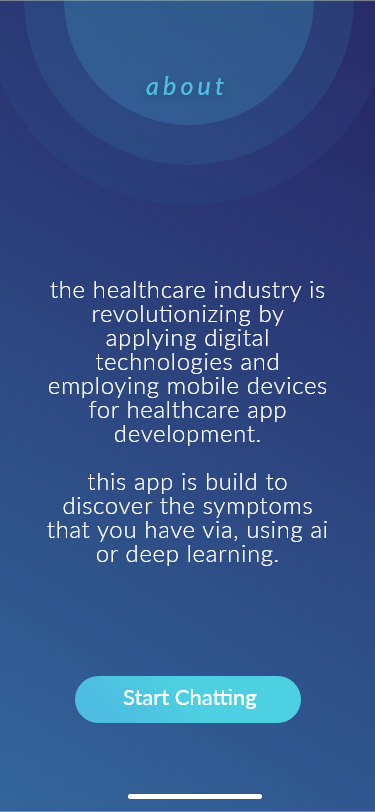 about
the healthcare industry is
revolutionizing by
applying digital
technologies and
employing mobile devices
for healthcare app
development.
this app is build to
discover the symptoms
that you have via, using ai
or deep learning.
Start Chatting